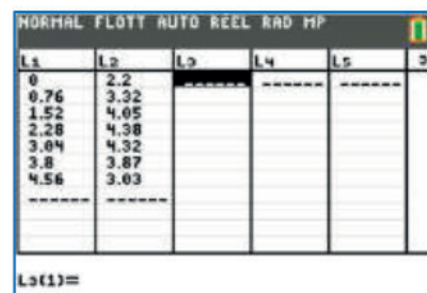 NORMAL FLOTT AUTO RÉEL RAD MP
L1 L2 L3 L4 L5 3
0 2.2 ------ ------ ------
0.76 3.32
1.52 4.05
2.28 4.38
3.04 4.32
3.8 3.87
4.56 3.03
------ ------
L3(1)=